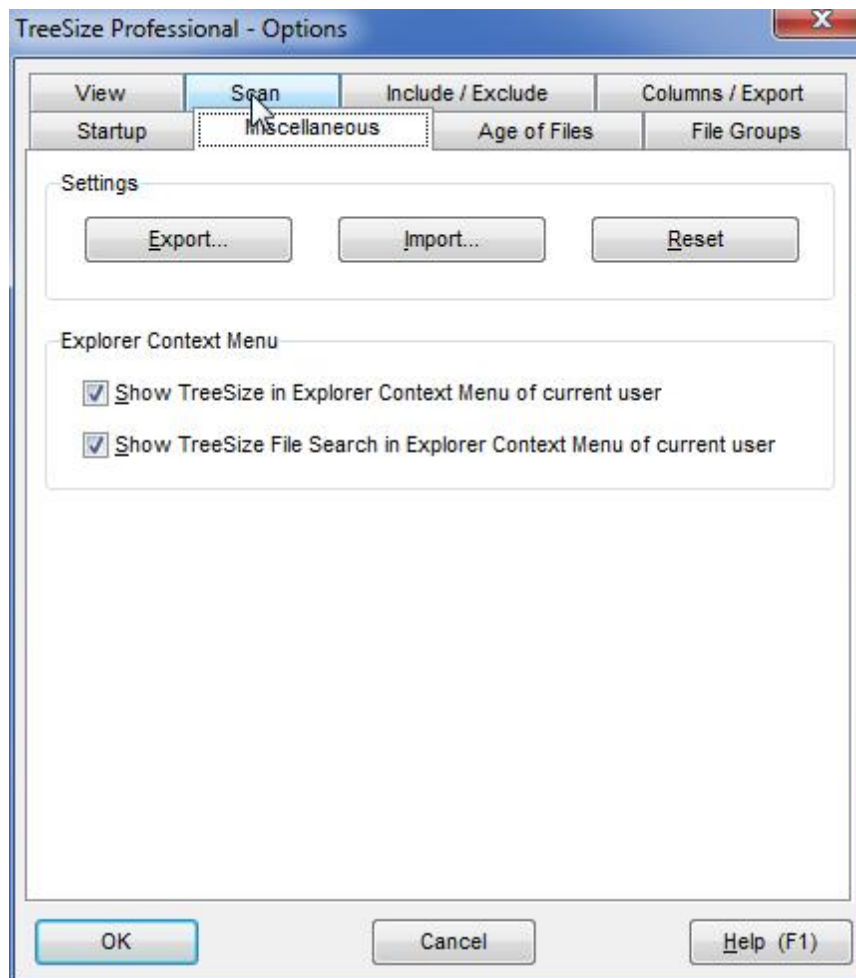 TreeSize Professional - Options
View Scan Include / Exclude Columns / Export
Startup Miscellaneous Age of Files File Groups
Settings
Export... Import... Reset
Explorer Context Menu
Show TreeSize in Explorer Context Menu of current user
Show TreeSize File Search in Explorer Context Menu of current user
OK Cancel Help (F1)